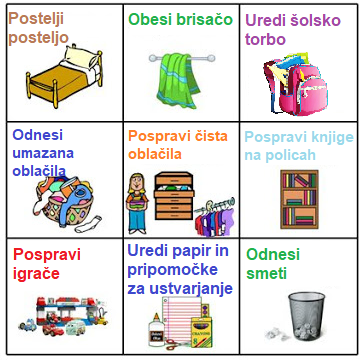 Postelji
posteljo
Obesi brisačo
Uredi šolsko
torbo
Odnesi
umazana
oblačila
Pospravi čista
oblačila
Pospravi knjige
na policah
Pospravi
igrače
Uredi papir in
pripomočke
za ustvarjanje
Odnesi
smeti